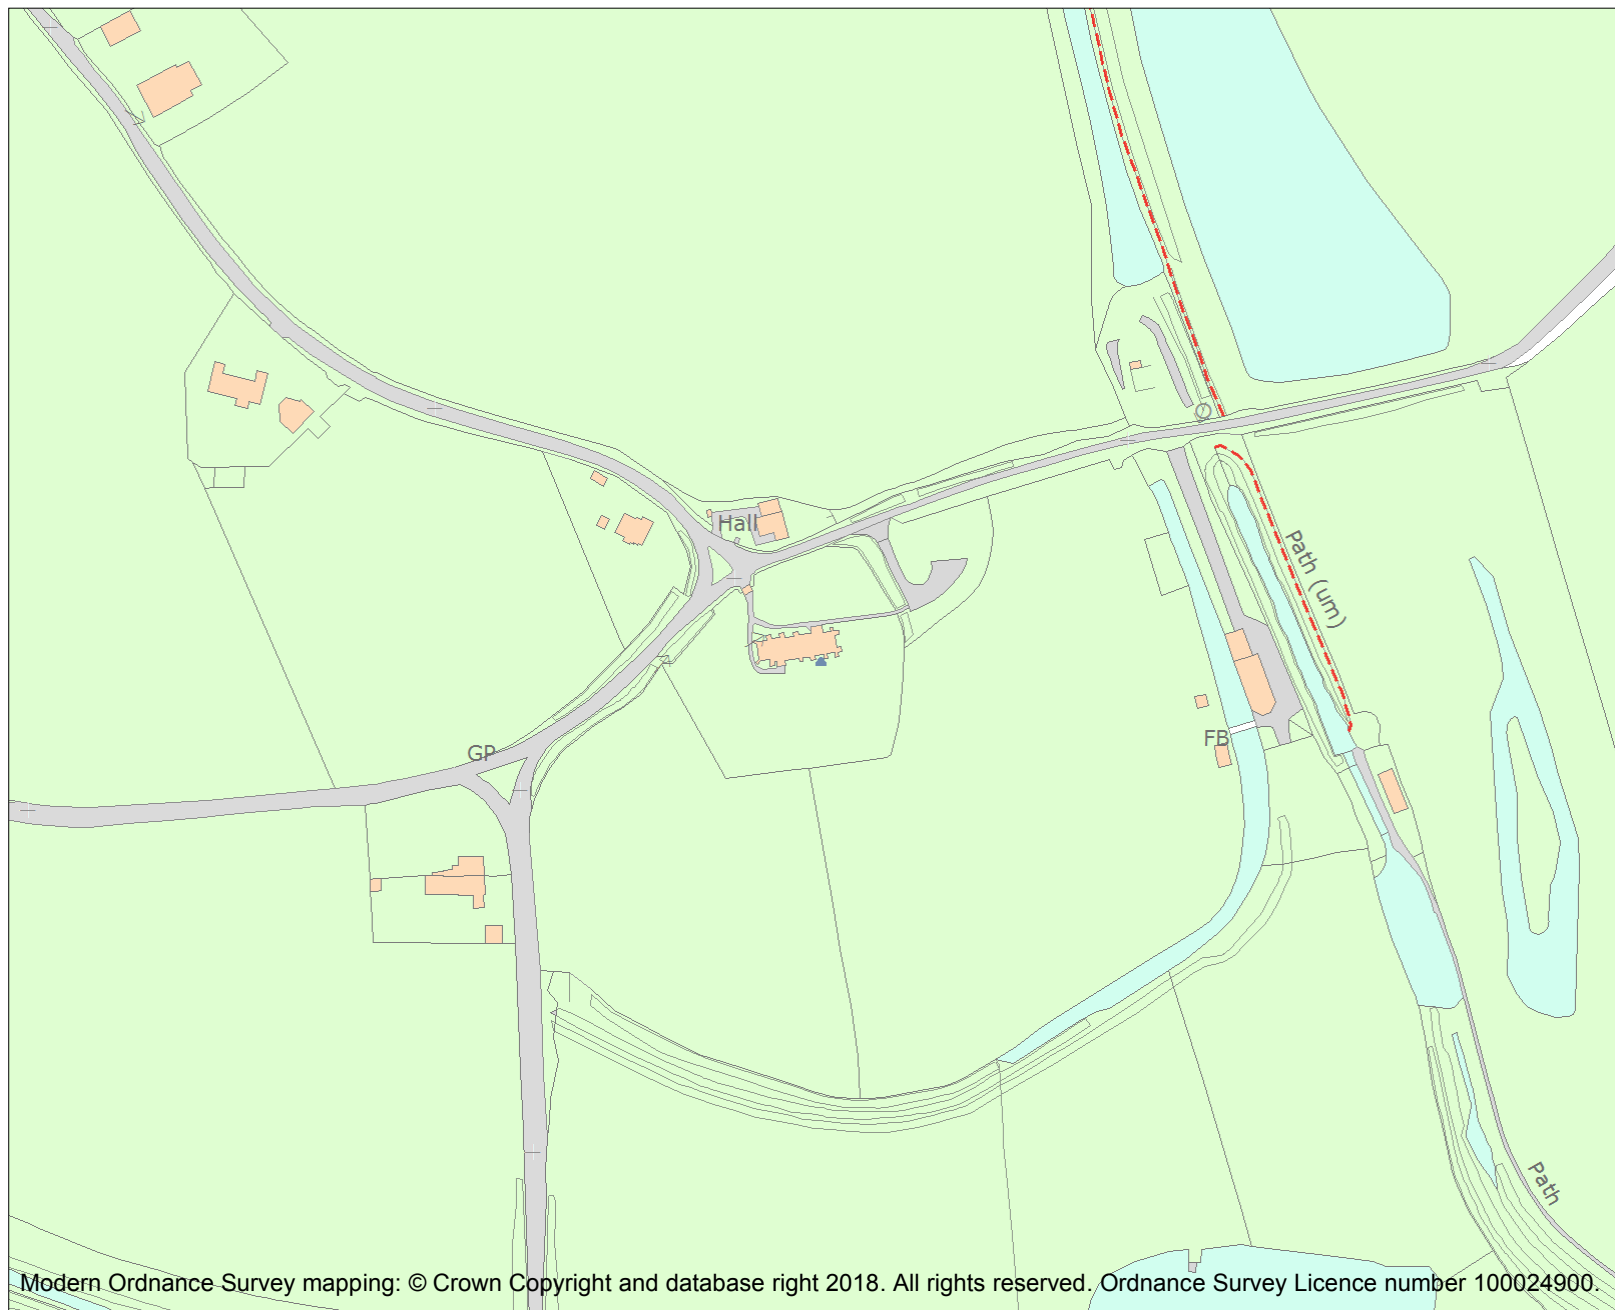 Hall
Path (um)
FB
GP
Path
Modern Ordnance Survey mapping: © Crown Copyright and database right 2018. All rights reserved. Ordnance Survey Licence number 100024900.